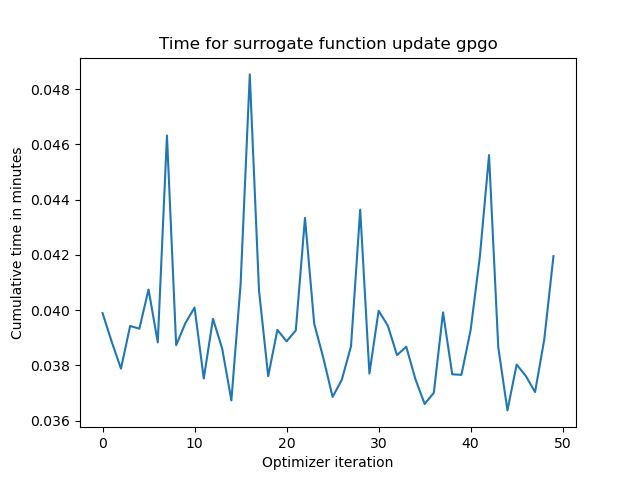 Time for surrogate function update gpgo
Cumulative time in minutes
0.048
0.046
0.044
0.042
0.040
0.038
0.036
0 10 20 30 40 50
Optimizer iteration